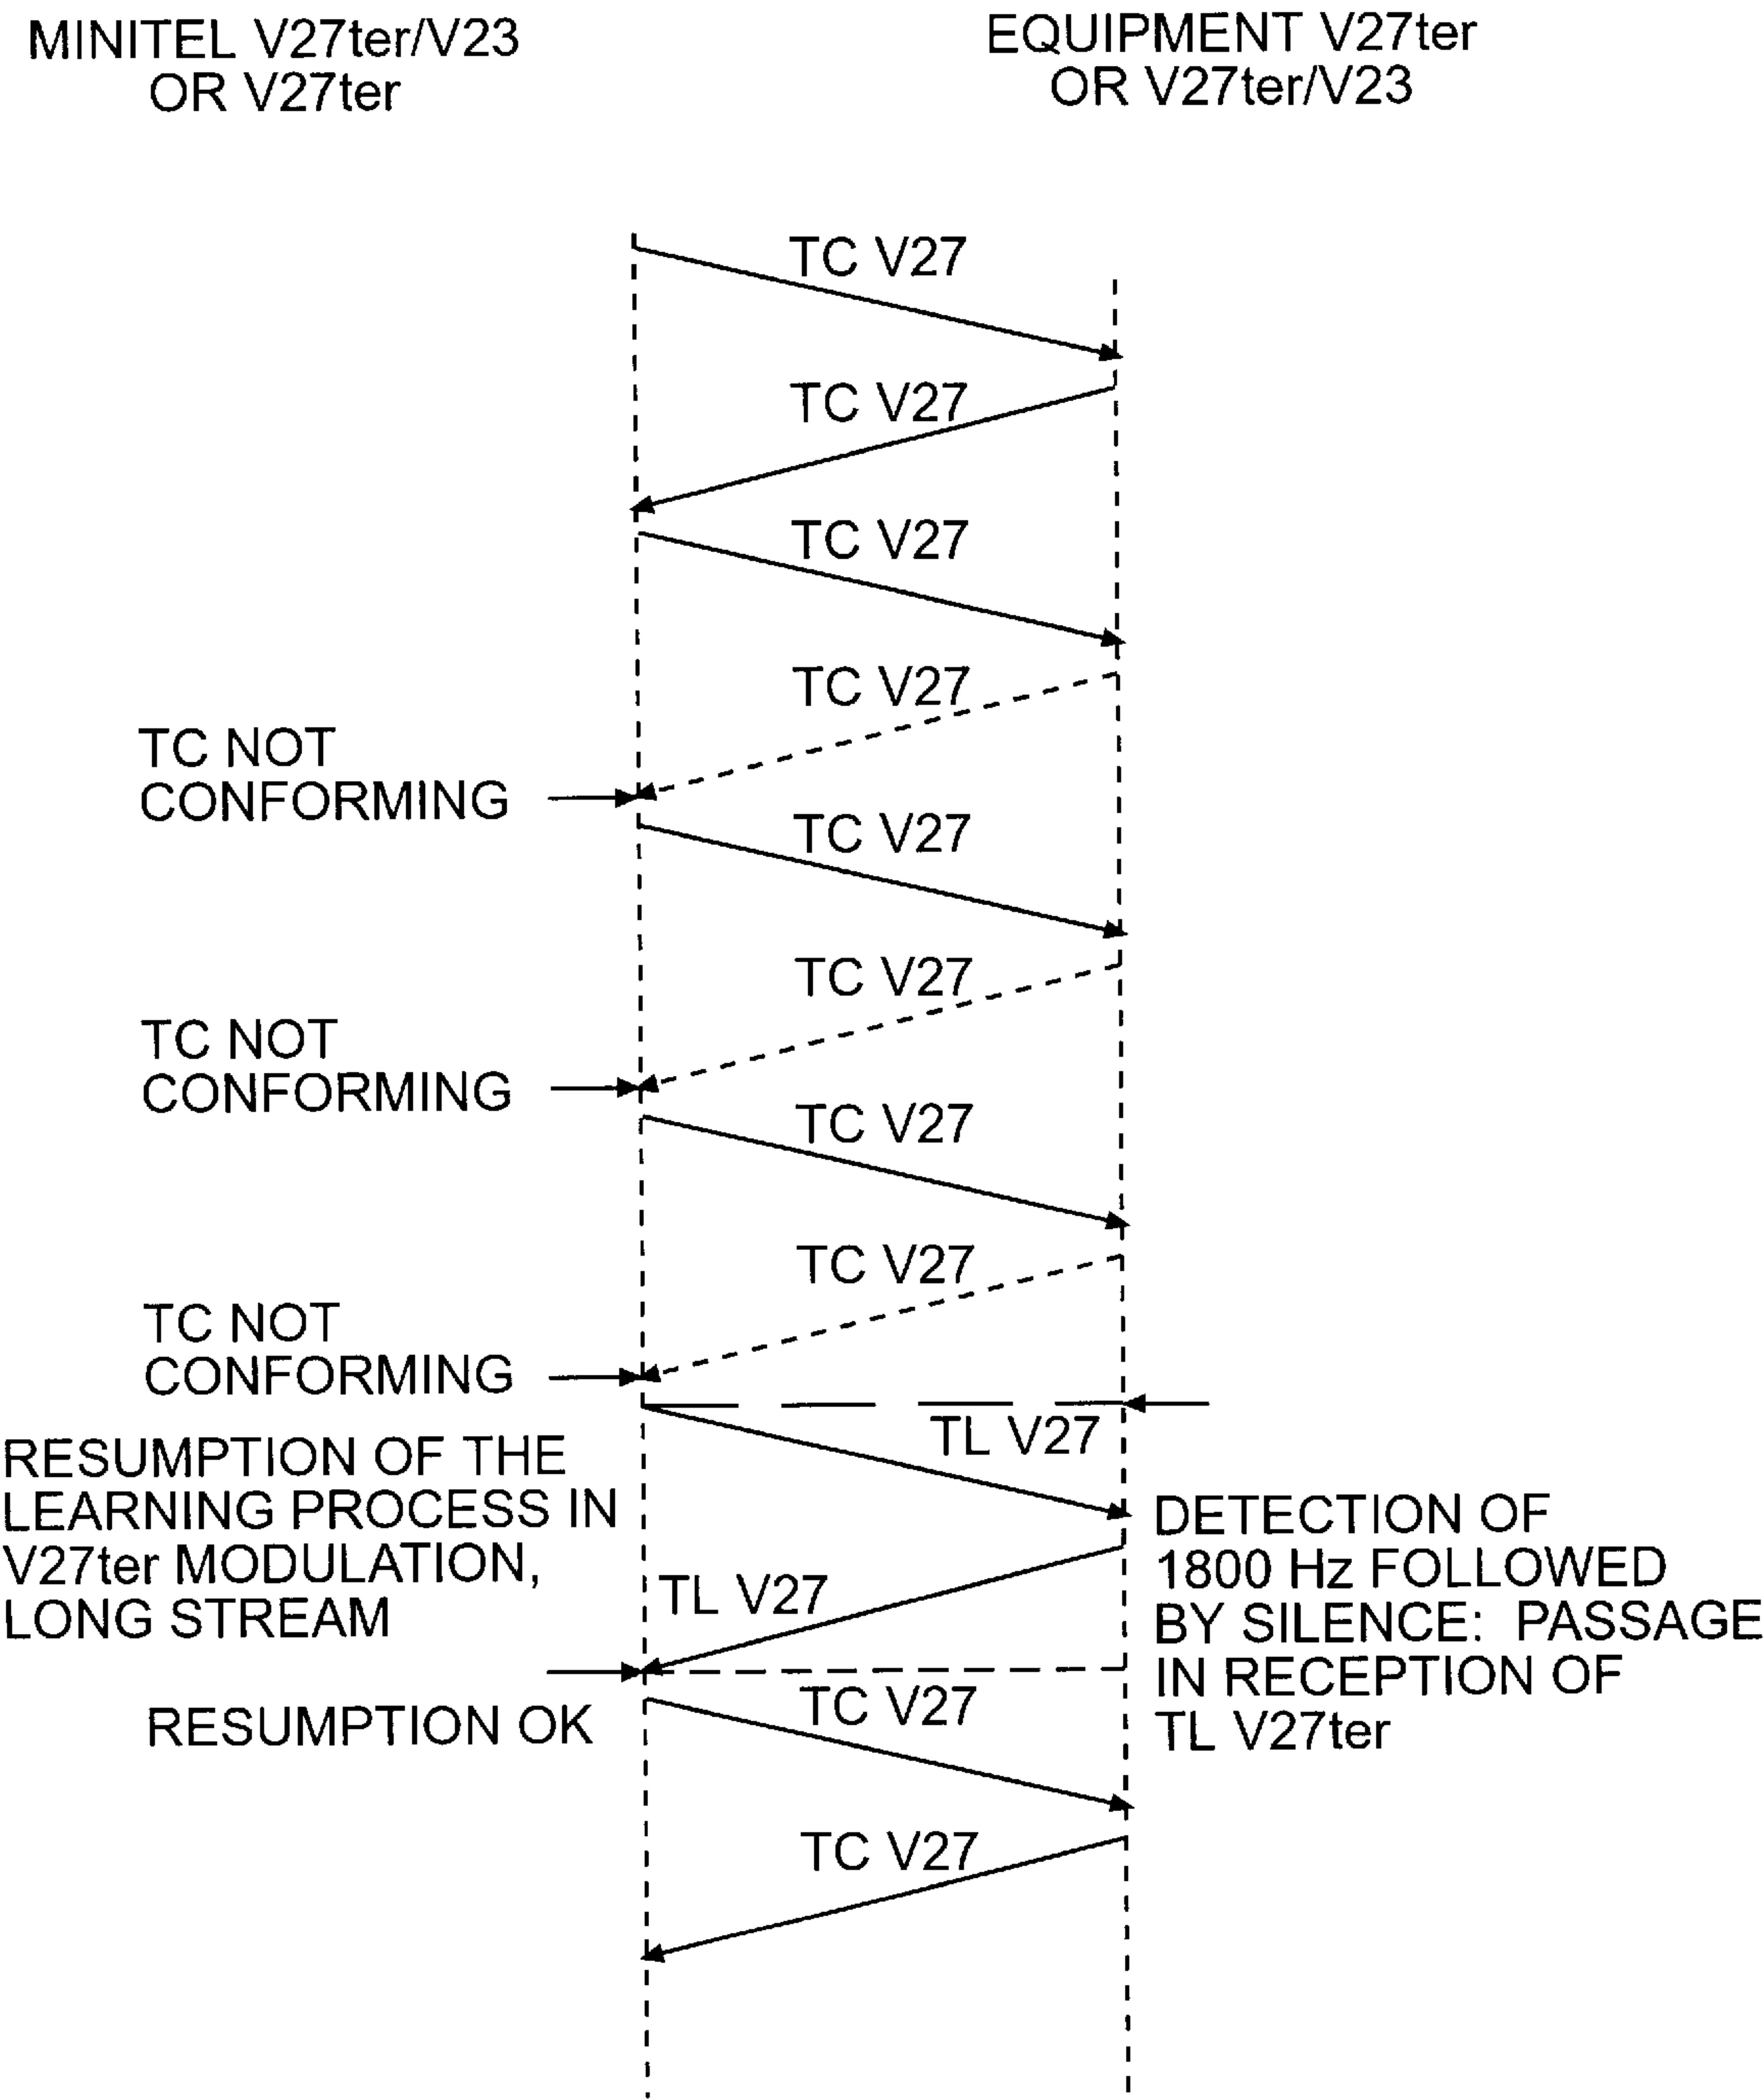 MINITEL V27ter/V23
OR V27ter
EQUIPMENT V27ter
OR V27ter/V23
TC V27
TC V27
TC V27
TC V27
TC NOT
CONFORMING
TC V27
TC V27
TC NOT
CONFORMING
TC V27
TC V27
TC NOT
CONFORMING
TL V27
RESUMPTION OF THE
LEARNING PROCESS IN
V27ter MODULATION,
LONG STREAM
DETECTION OF
1800 Hz FOLLOWED
BY SILENCE: PASSAGE
IN RECEPTION OF
TL V27ter
TL V27
RESUMPTION OK
TC V27
TC V27